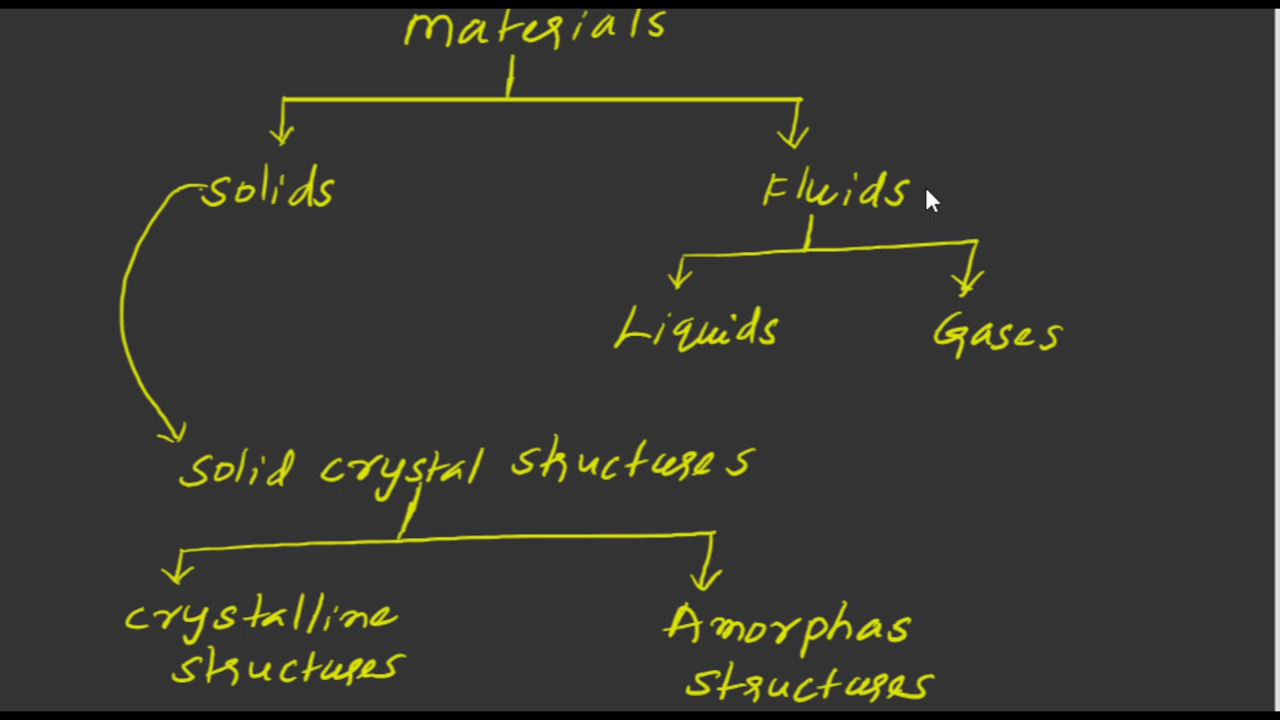 Materials
Solids
Fluids
Liquids
Gases
Solid crystal structures
crystalline
structures
Amorphas
structures